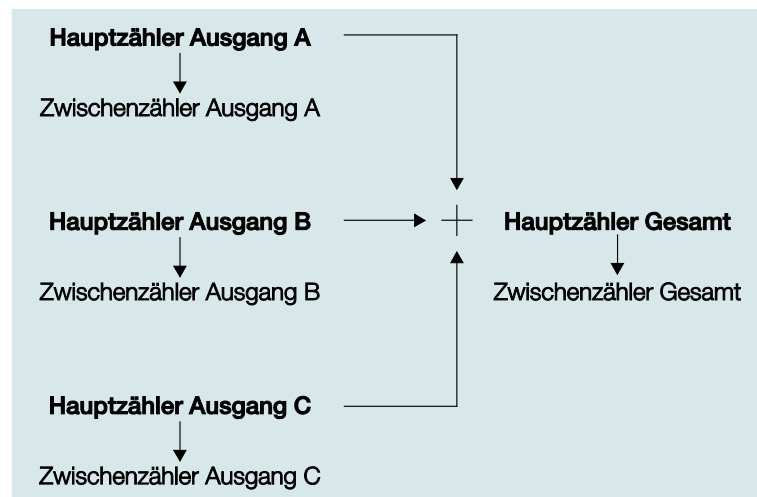 Hauptzähler Ausgang A
Zwischenzähler Ausgang A
Hauptzähler Ausgang B
Zwischenzähler Ausgang B
Hauptzähler Gesamt
Zwischenzähler Gesamt
Hauptzähler Ausgang C
Zwischenzähler Ausgang C